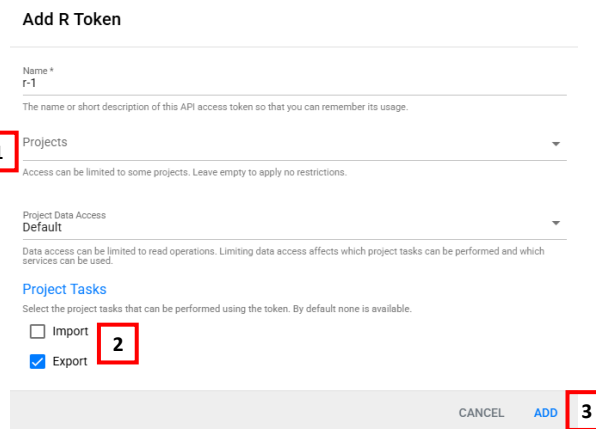 Add R Token
Name *
r-1
The name or short description of this API access token so that you can remember its usage.
1
Projects
Access can be limited to some projects. Leave empty to apply no restrictions.
Project Data Access
Default
Data access can be limited to read operations. Limiting data access affects which project tasks can be performed and which
services can be used.
Project Tasks
Select the project tasks that can be performed using the token. By default none is available.
Import
2
Export
CANCEL ADD 3